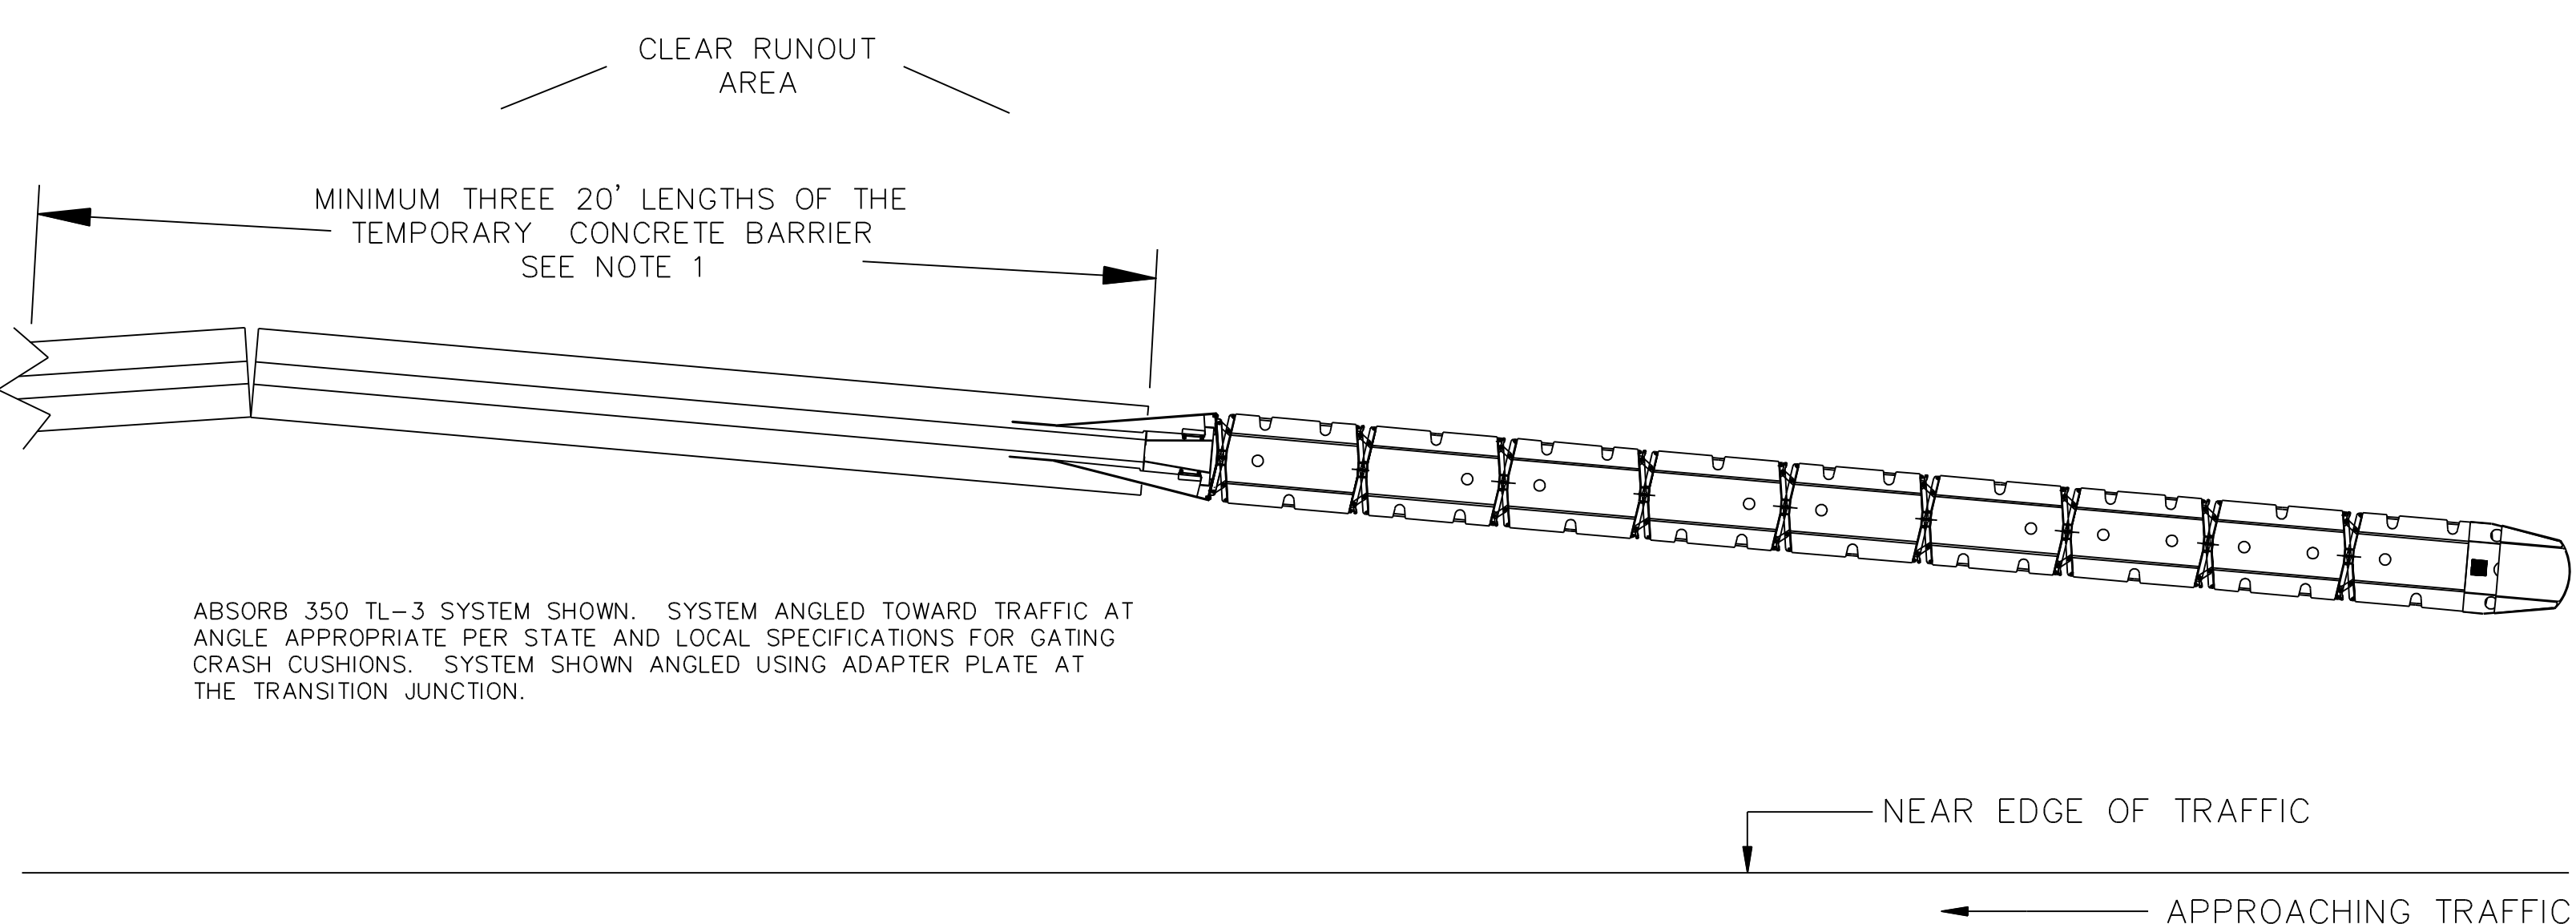 CLEAR RUNOUT
AREA
MINIMUM THREE 20' LENGTHS OF THE
TEMPORARY CONCRETE BARRIER
SEE NOTE 1
ABSORB 350 TL-3 SYSTEM SHOWN. SYSTEM ANGLED TOWARD TRAFFIC AT
ANGLE APPROPRIATE PER STATE AND LOCAL SPECIFICATIONS FOR GATING
CRASH CUSHIONS. SYSTEM SHOWN ANGLED USING ADAPTER PLATE AT
THE TRANSITION JUNCTION.
NEAR EDGE OF TRAFFIC
APPROACHING TRAFFIC